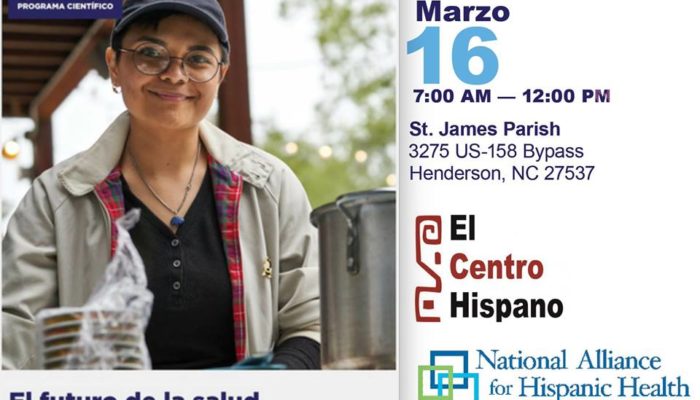 PROGRAMA CIENTÍFICO
El futuro de la salud
Marzo
16
7:00 AM — 12:00 PM
St. James Parish
3275 US-158 Bypass
Henderson, NC 27537
El
Centro
Hispano
National Alliance
for Hispanic Health